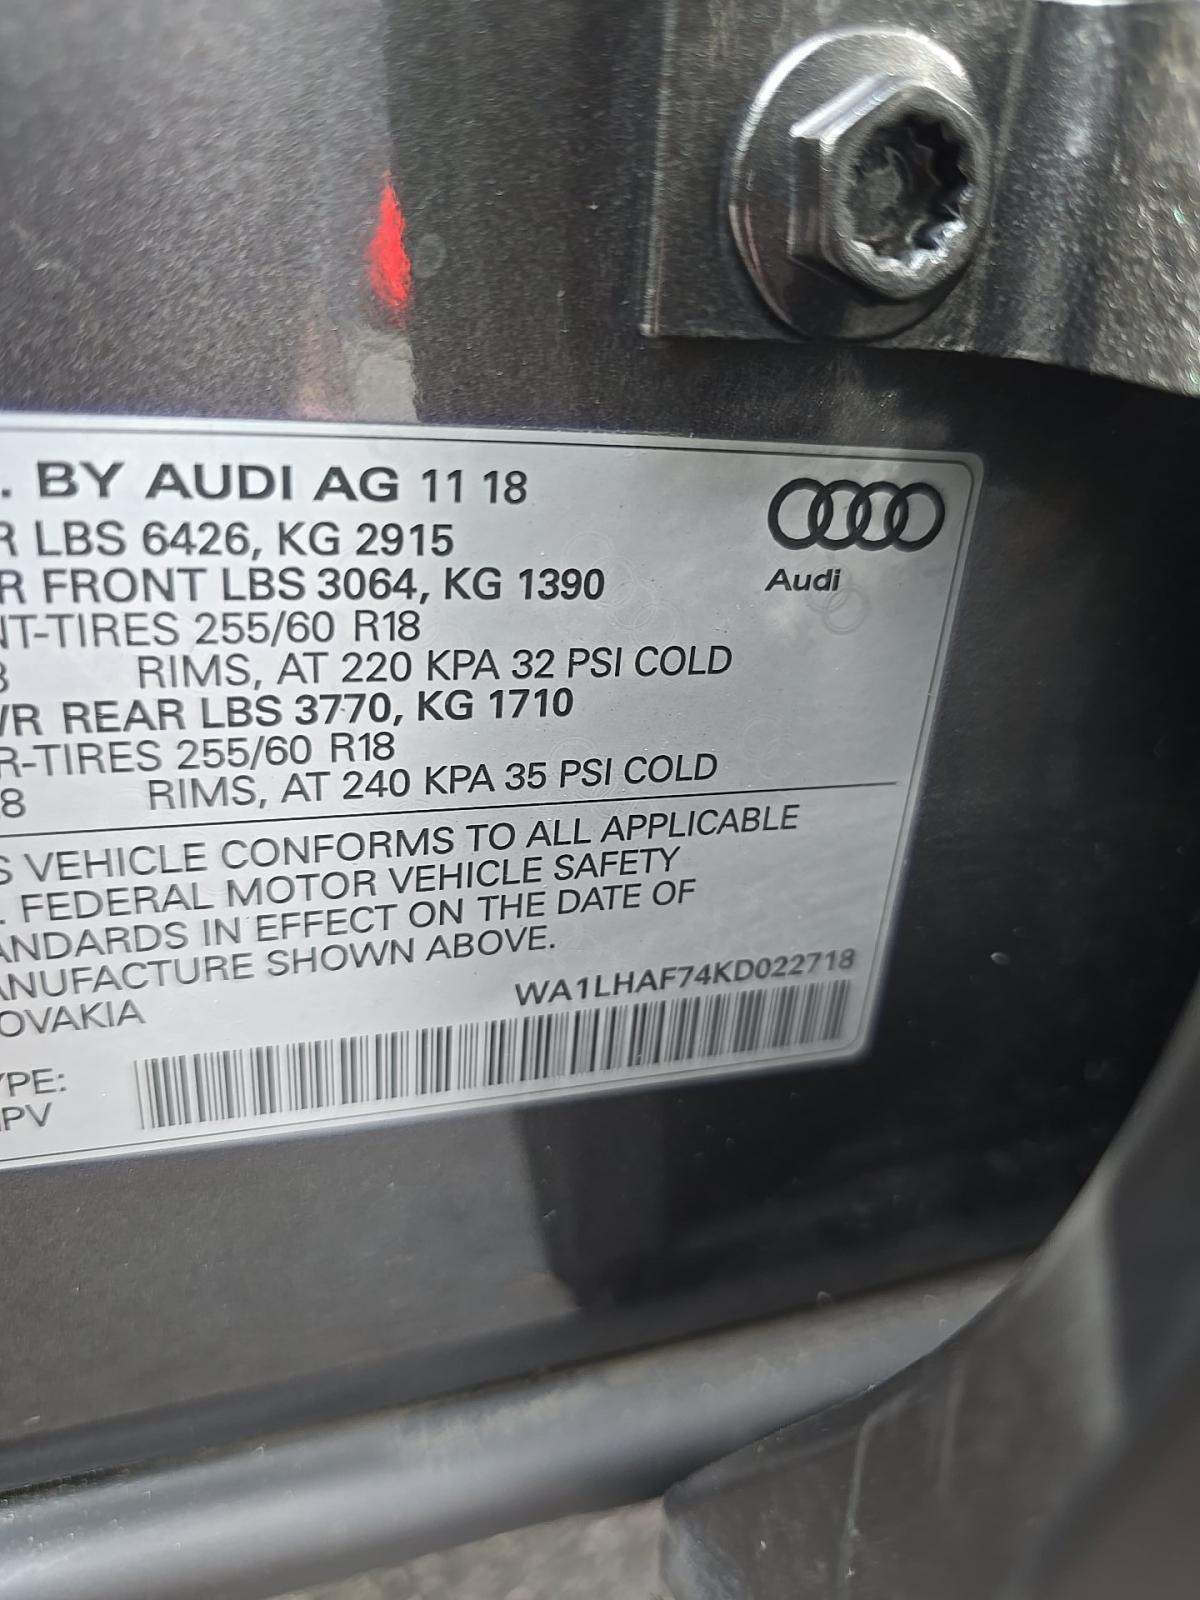 . BY AUDI AG 11 18
R LBS 6426, KG 2915
R FRONT LBS 3064, KG 1390
NT-TIRES 255/60 R18
8 RIMS, AT 220 KPA 32 PSI COLD
WR REAR LBS 3770, KG 1710
R-TIRES 255/60 R18
8 RIMS, AT 240 KPA 35 PSI COLD
Audi
S VEHICLE CONFORMS TO ALL APPLICABLE
. FEDERAL MOTOR VEHICLE SAFETY
ANDARDS IN EFFECT ON THE DATE OF
ANUFACTURE SHOWN ABOVE.
OVAKIA
WA1LHAF74KD022718
YPE:
MPV